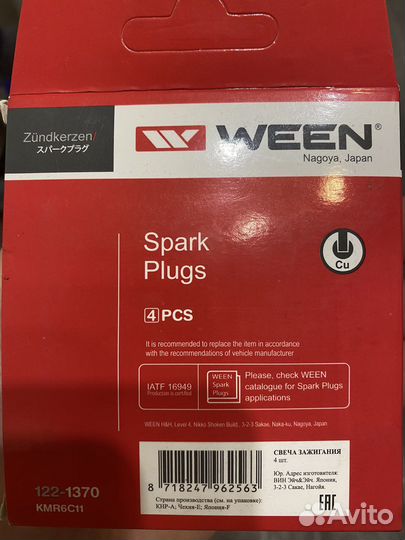 Zündkerzen/
スパークプラグ
WEEN®
Nagoya, Japan
Spark
Plugs
Cu
4 PCS
It is recommended to replace the item in accordance
with the recommendations of vehicle manufacturer
IATF 16949
Production is certified
WEEN
Spark
Plugs
Please, check WEEN
catalogue for Spark Plugs
applications
WEEN H&H, Level 4, Nikko Shoken Build., 3-2-3 Sakae, Naka-ku, Nagoya, Japan
122-1370
KMR6C11
8 718247 962563
Страна производства (см. на упаковке):
КНР-A; Чехия-E; Япония-F
СВЕЧА ЗАЖИГАНИЯ
4 шт.
Юр. Адрес изготовителя:
ВИН Эйч&Эйч. Япония,
3-2-3 Сакае, Нагойя.
EAC
Avito